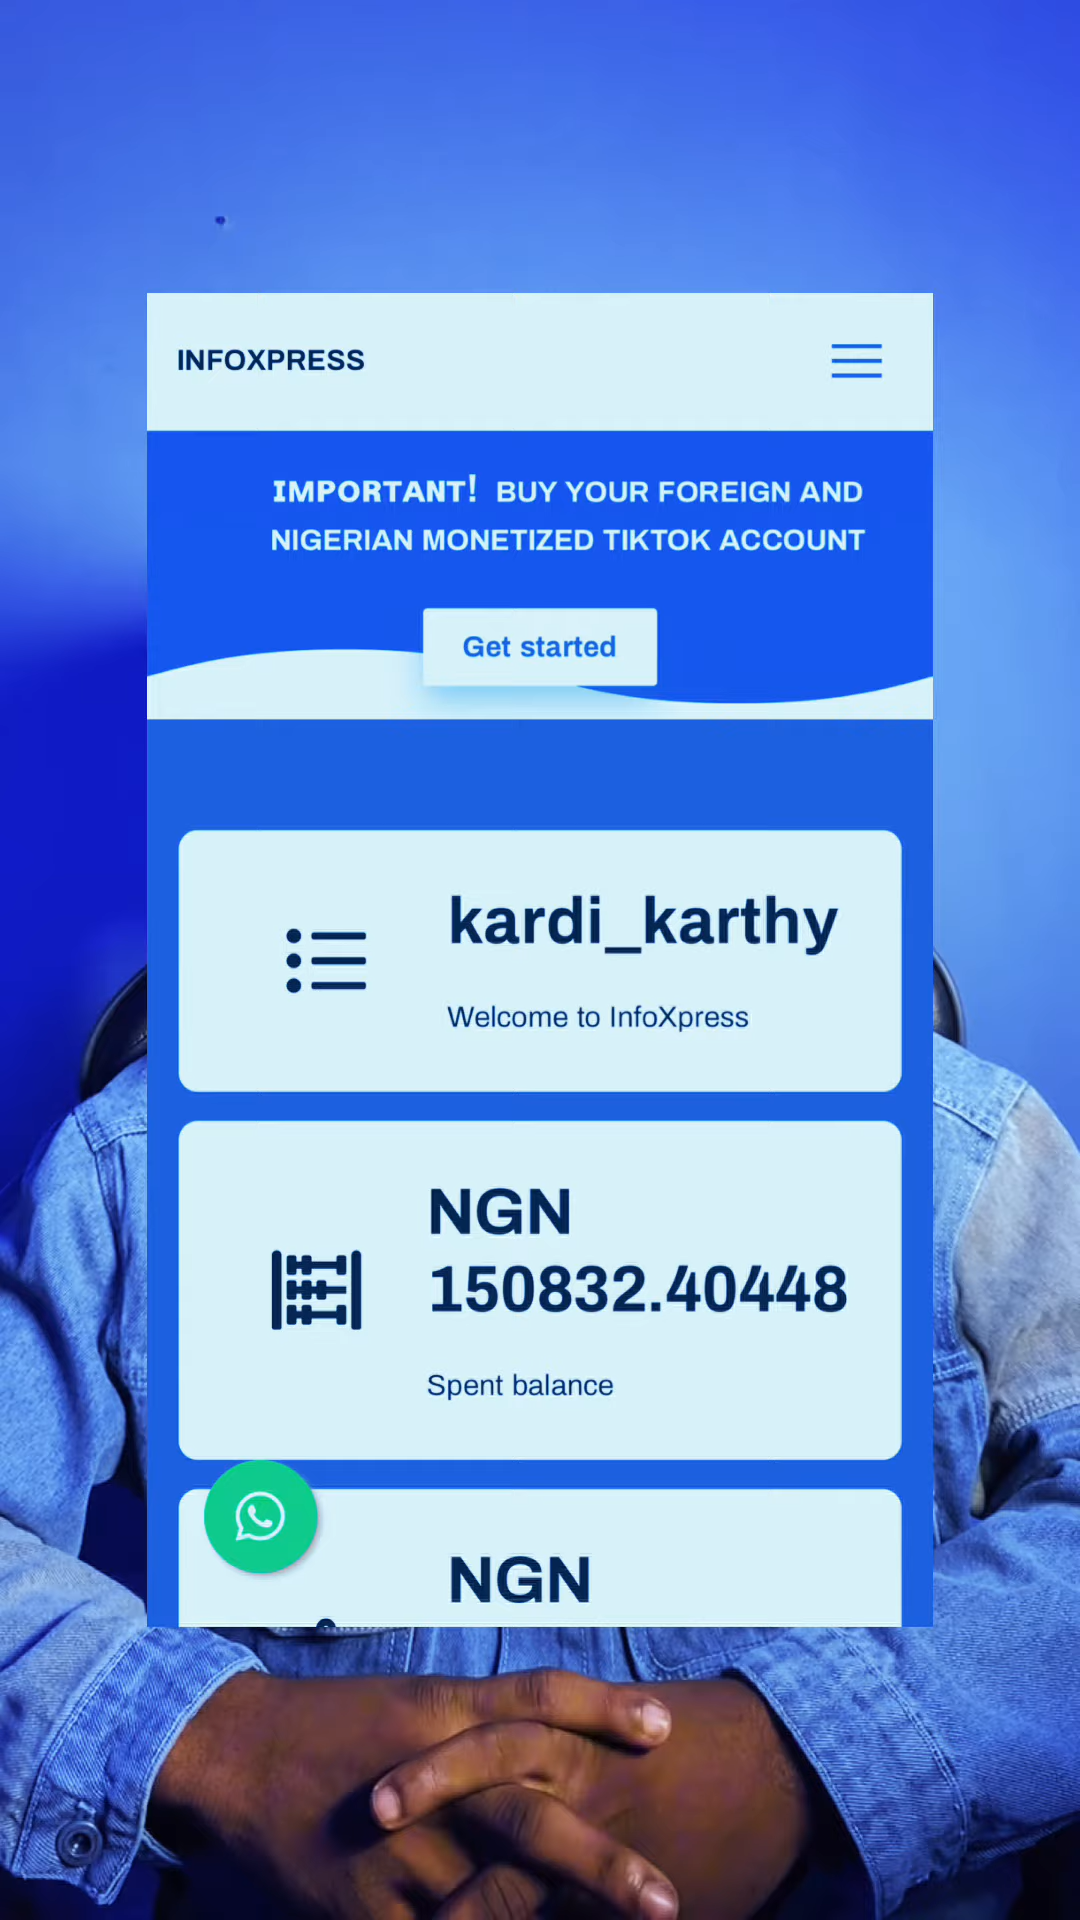 INFOXPRESS
IMPORTANT! BUY YOUR FOREIGN AND
NIGERIAN MONETIZED TIKTOK ACCOUNT
Get started
kardi_karthy
Welcome to InfoXpress
NGN
150832.40448
Spent balance
NGN